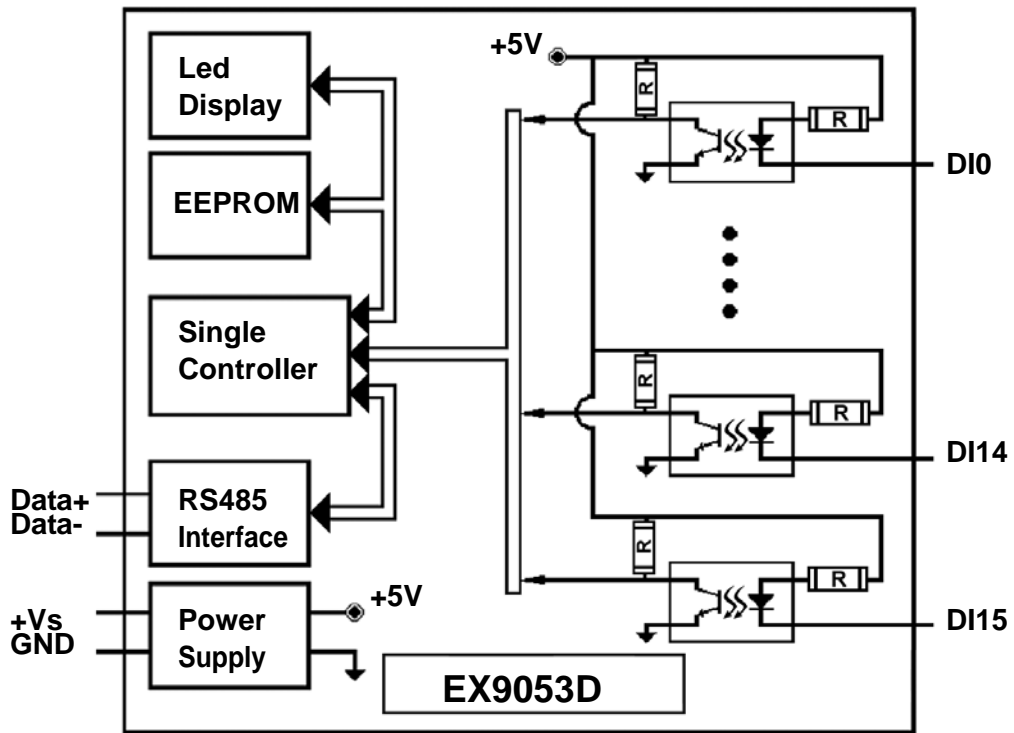 Led
Display
EEPROM
Single
Controller
RS485
Interface
Power
Supply
Data+
Data-
+Vs
GND
+5V
+5V
R
R
DI0
R
R
DI14
R
R
DI15
EX9053D